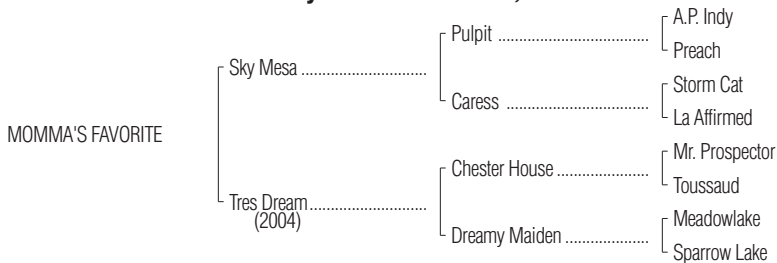 A.P. Indy
Pulpit
Preach
Sky Mesa
Storm Cat
Caress
La Affirmed
MOMMA'S FAVORITE
Mr. Prospector
Chester House
Toussaud
Tres Dream
(2004)
Meadowlake
Dreamy Maiden
Sparrow Lake